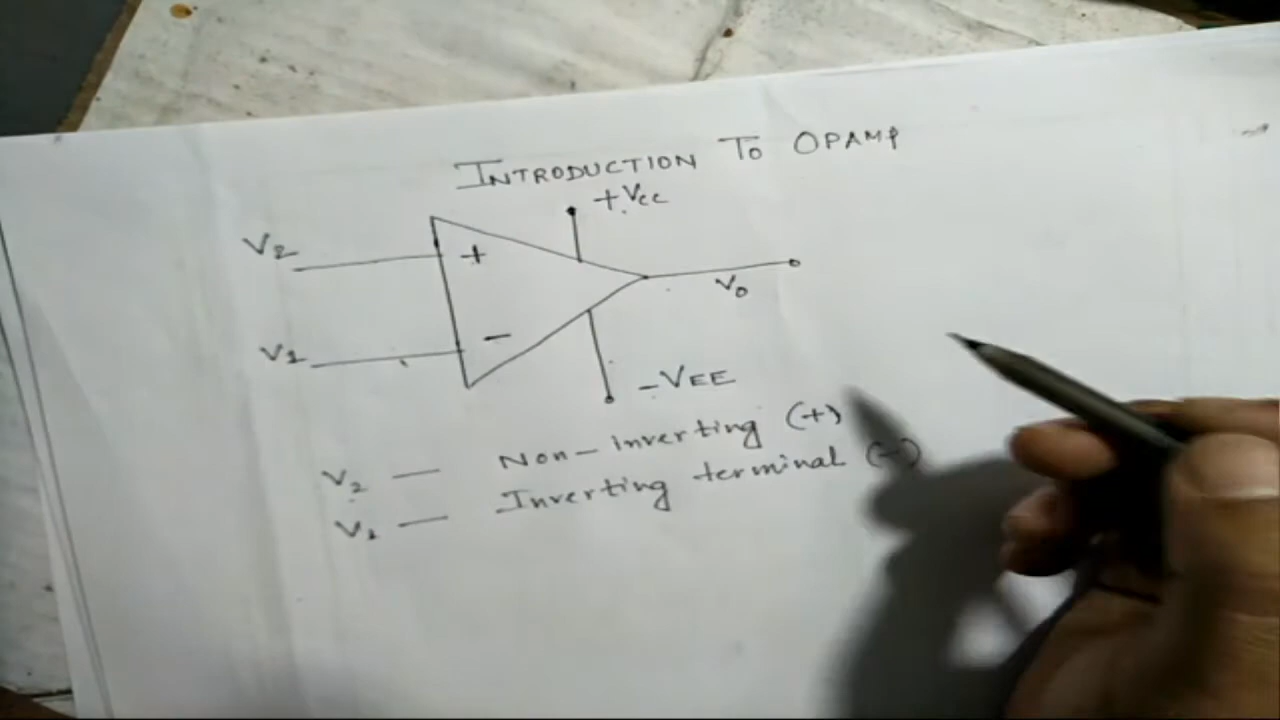 INTRODUCTION TO OPAMP
+Vcc
V2
+
Vo
V1
-
-VEE
V2 — Non-inverting (+)
V1 — Inverting terminal (-)